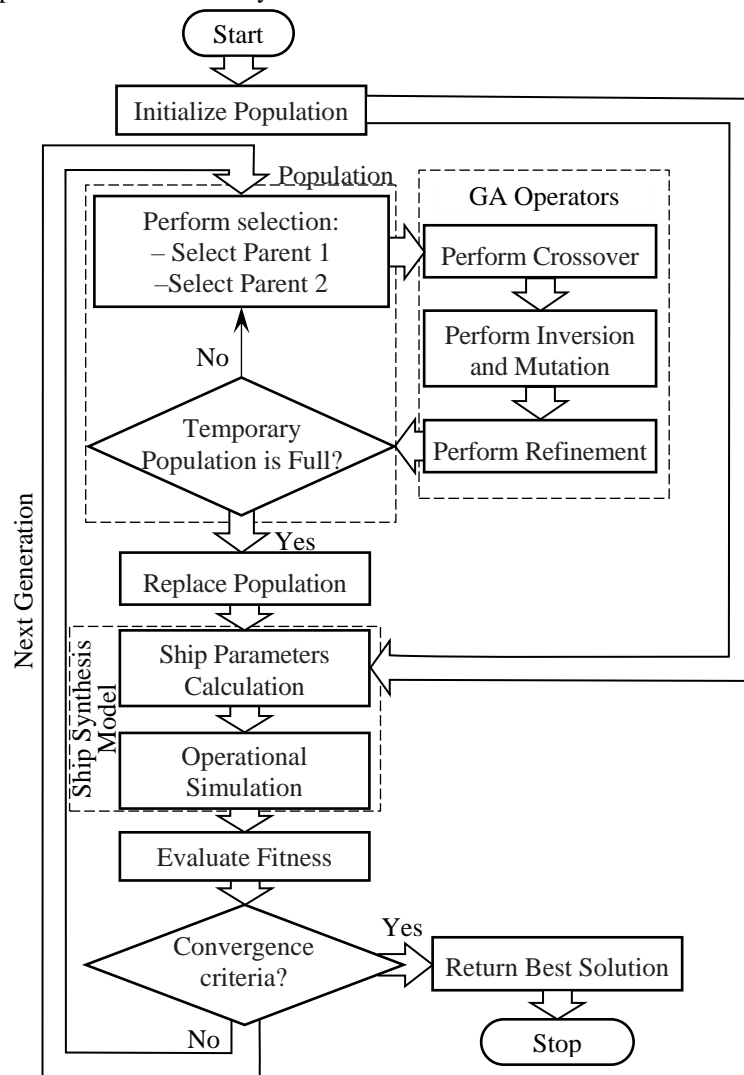 Start
Initialize Population
Population
GA Operators
Perform selection:
– Select Parent 1
–Select Parent 2
Perform Crossover
Perform Inversion
and Mutation
No
Temporary
Population is Full?
Perform Refinement
Yes
Replace Population
Next Generation
Ship Synthesis
Model
Ship Parameters
Calculation
Operational
Simulation
Evaluate Fitness
Convergence
criteria?
Yes
Return Best Solution
No
Stop